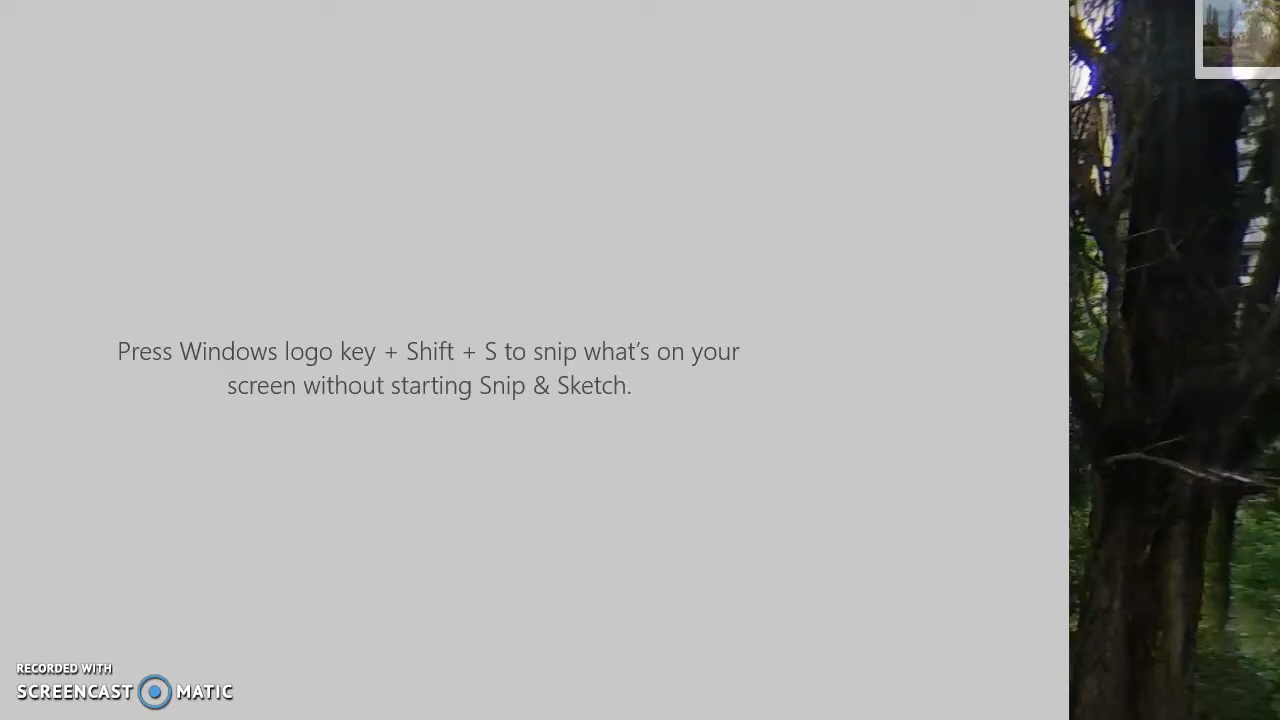 Press Windows logo key + Shift + S to snip what's on your
screen without starting Snip & Sketch.
RECORDED WITH
SCREENCAST MATIC